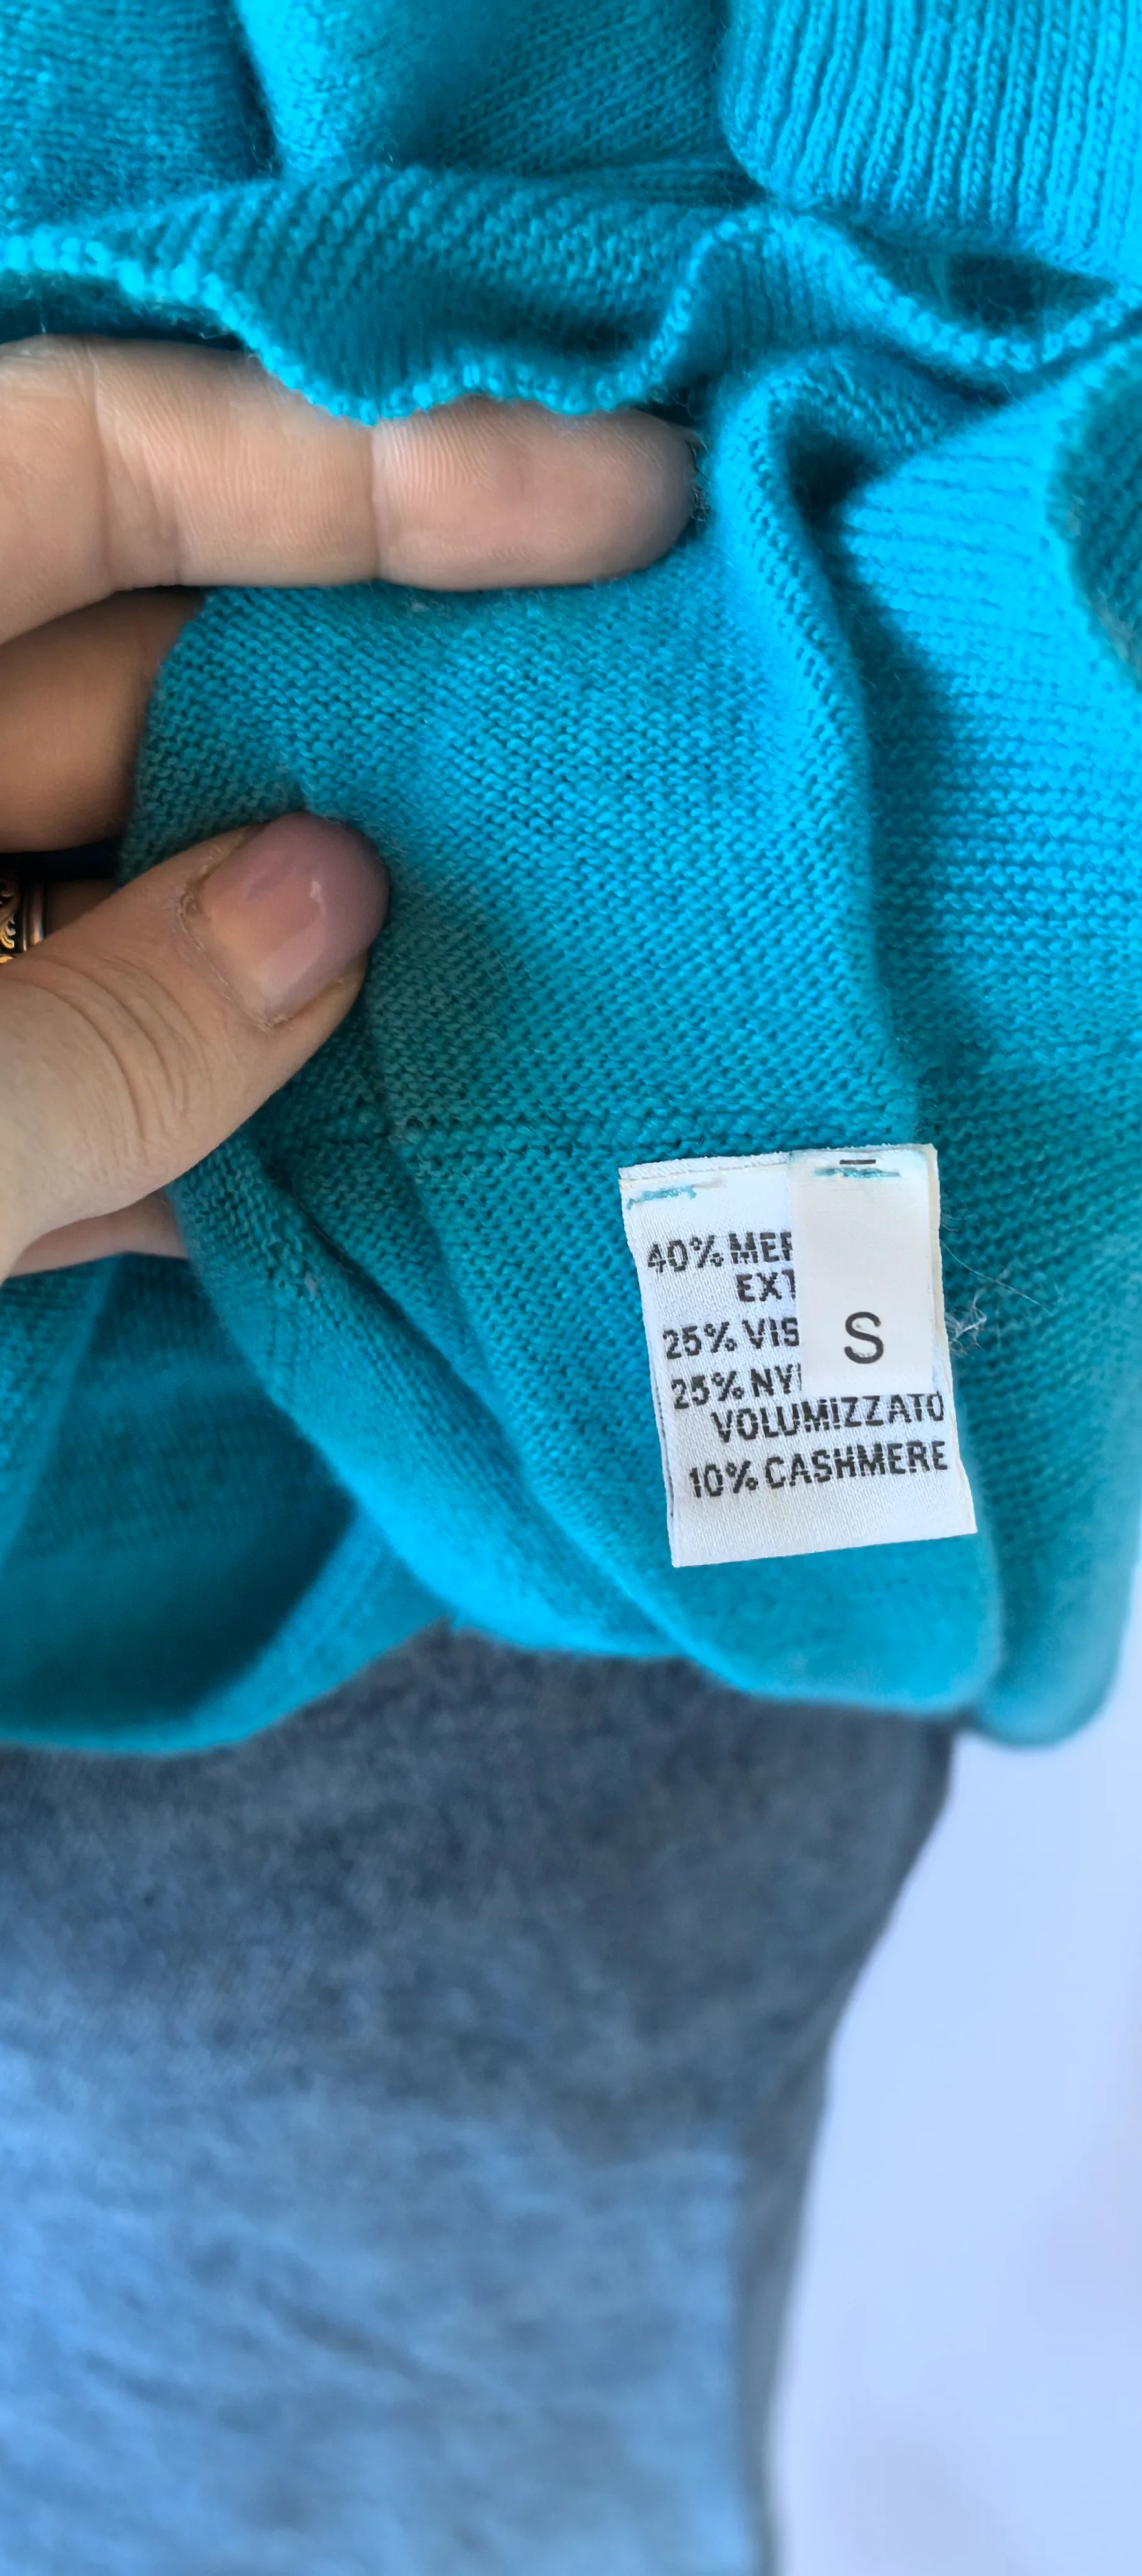 40% MER
EXT
25% VIS
25% NY
VOLUMIZZATO
10% CASHMERE
S